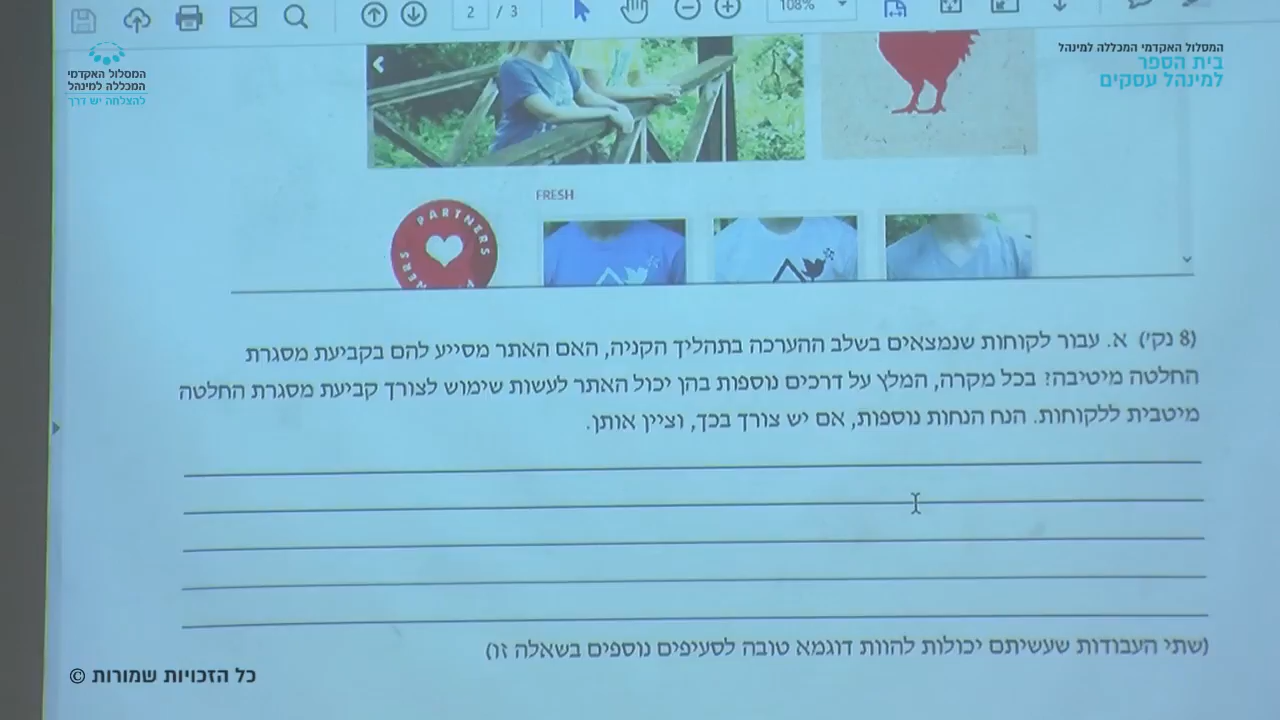 2 / 3
108%
המסלול האקדמי המכללה למינהל
בית הספר
למינהל עסקים
המסלול האקדמי
המכללה למינהל
להצלחה יש דרך
FRESH
PARTNERS
(8 נק') א. עבור לקוחות שנמצאים בשלב ההערכה בתהליך הקניה, האם האתר מסייע להם בקביעת מסגרת
החלטה מיטיבה? בכל מקרה, המלץ על דרכים נוספות בהן יכול האתר לעשות שימוש לצורך קביעת מסגרת החלטה
מיטבית ללקוחות. הנח הנחות נוספות, אם יש צורך בכך, וציין אותן.
(שתי העבודות שעשיתם יכולות להוות דוגמא טובה לסעיפים נוספים בשאלה זו)
כל הזכויות שמורות ©